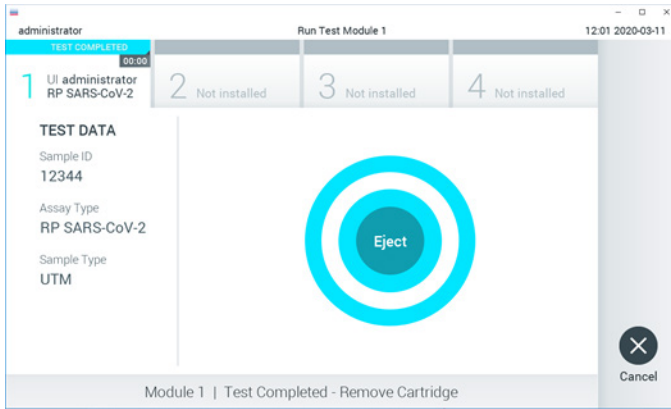 administrator Run Test Module 1 12:01 2020-03-11
TEST COMPLETED
00:00
1 UI administrator
RP SARS-CoV-2
2 Not installed
3 Not installed
4 Not installed
TEST DATA
Sample ID
12344
Assay Type
RP SARS-CoV-2
Sample Type
UTM
Eject
Cancel
Module 1 | Test Completed - Remove Cartridge